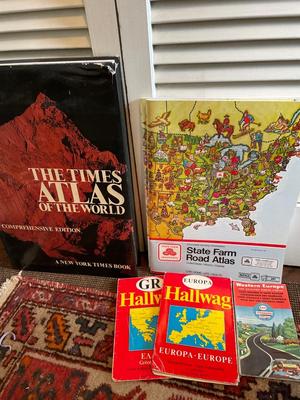 THE TIMES
ATLAS
OF THE WORLD
COMPREHENSIVE EDITION
A NEW YORK TIMES BOOK
State Farm
Road Atlas
GR
Hallw
EUROPA
Hallwag
EUROPA · EUROPE
Western Europe